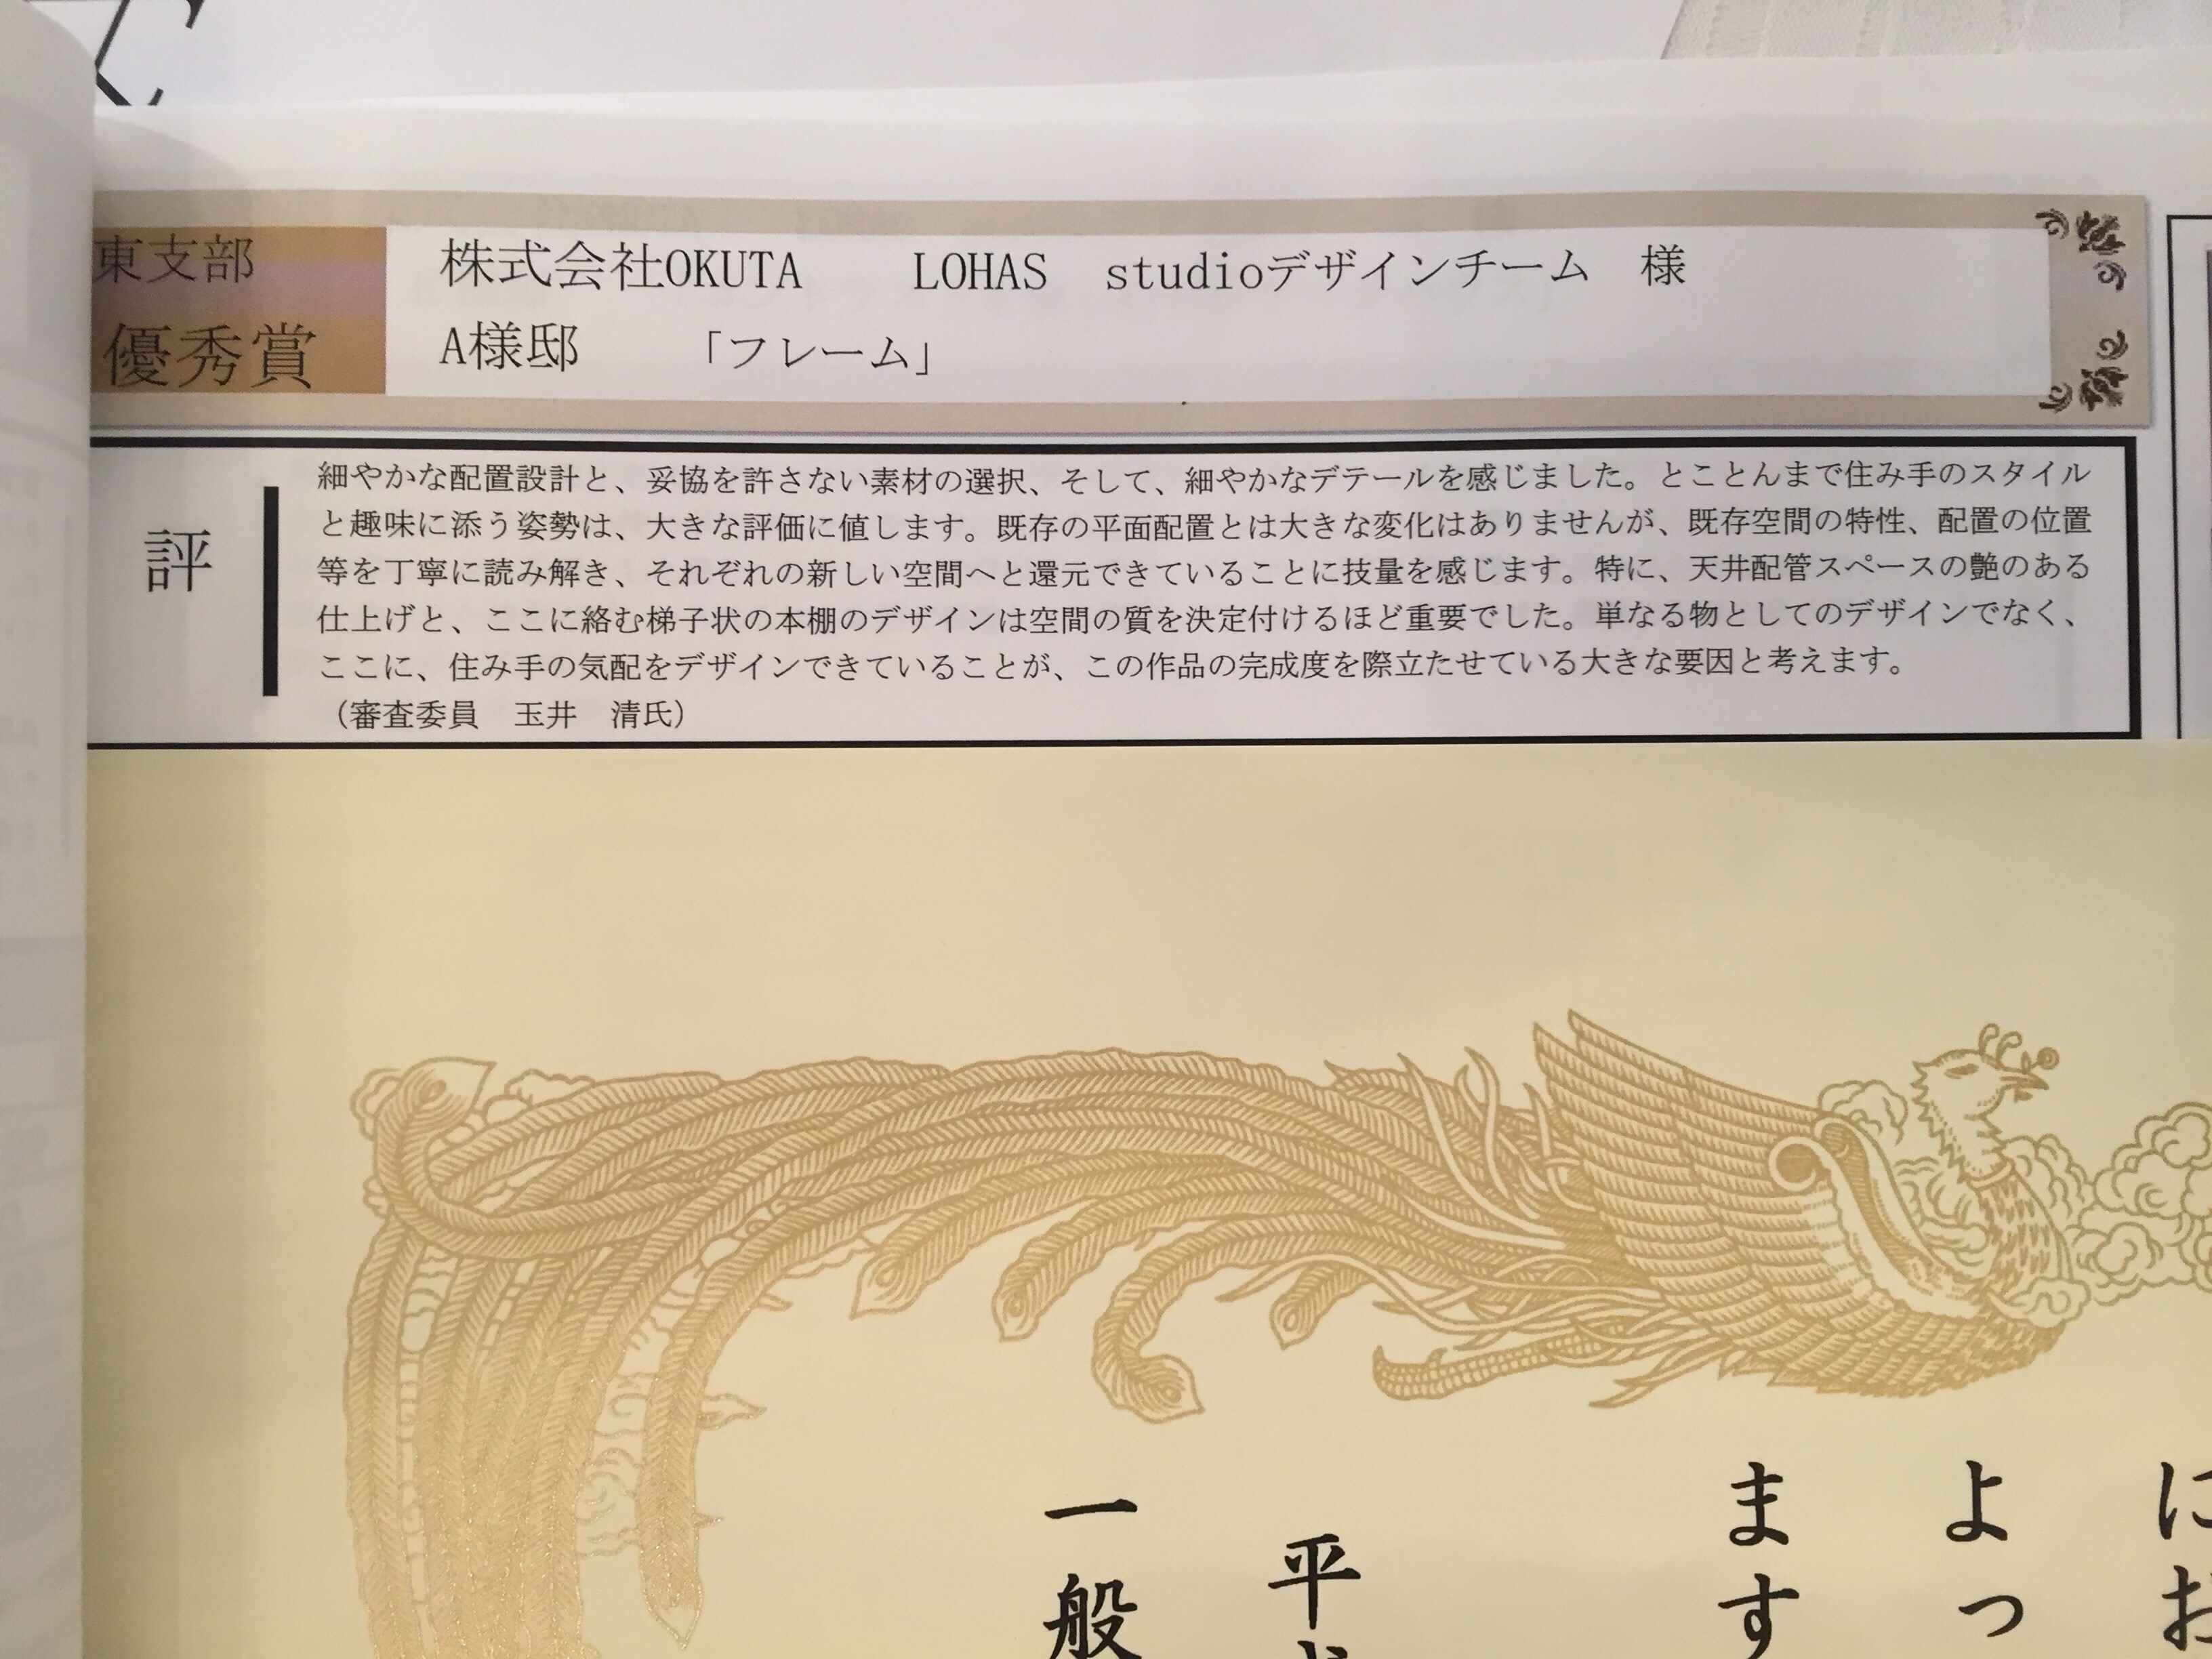 東支部
優秀賞
株式会社OKUTA　LOHAS　studioデザインチーム　様
A様邸　「フレーム」
評
細やかな配置設計と、妥協を許さない素材の選択、そして、細やかなデテールを感じました。とことんまで住み手のスタイル
と趣味に添う姿勢は、大きな評価に値します。既存の平面配置とは大きな変化はありませんが、既存空間の特性、配置の位置
等を丁寧に読み解き、それぞれの新しい空間へと還元できていることに技量を感じます。特に、天井配管スペースの艶のある
仕上げと、ここに絡む梯子状の本棚のデザインは空間の質を決定付けるほど重要でした。単なる物としてのデザインでなく、
ここに、住み手の気配をデザインできていることが、この作品の完成度を際立たせている大きな要因と考えます。
（審査委員　玉井　清氏）
にお
よっ
ます
平
一般